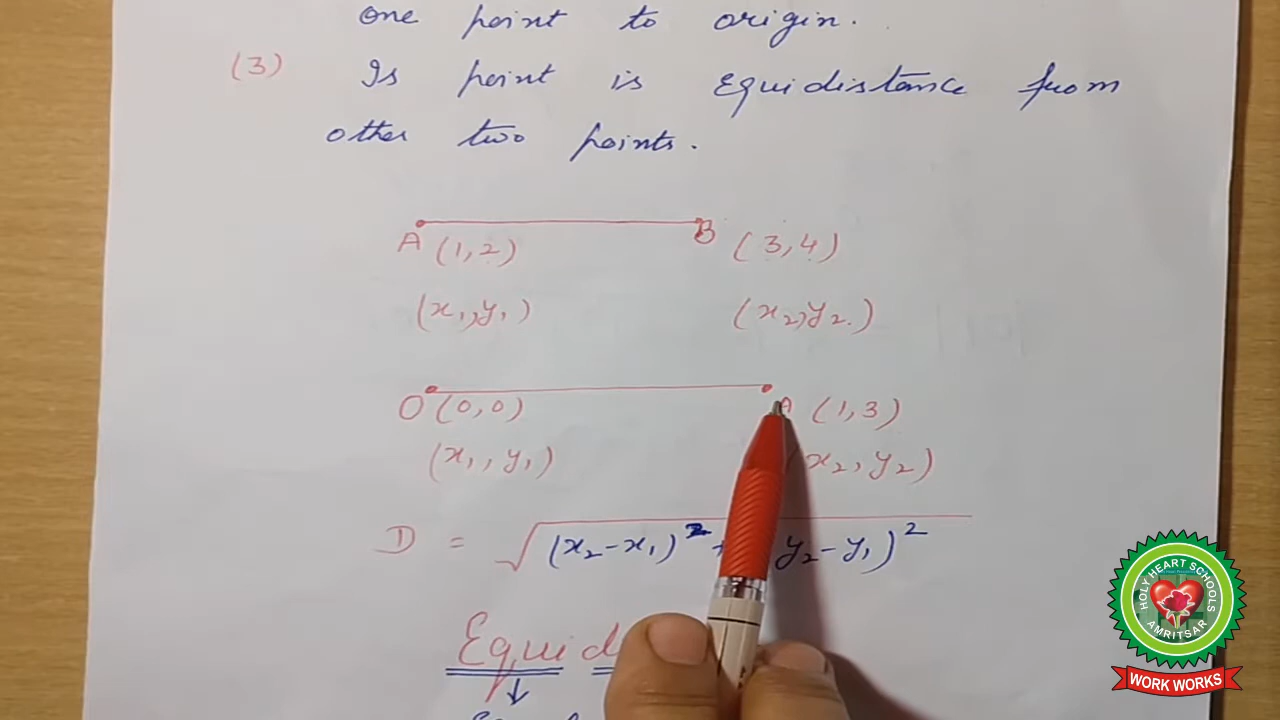 one point to origin.
(3) Is point is Equidistance from
other two points.
A (1,2) B (3,4)
(x₁,y₁) (x₂,y₂.)
O (0,0) A (1,3)
(x₁, y₁) (x₂, y₂)
D = √(x₂-x₁)² + y₂-y₁)²
Equi d
HOLY HEART SCHOOLS
AMRITSAR
WORK WORKS